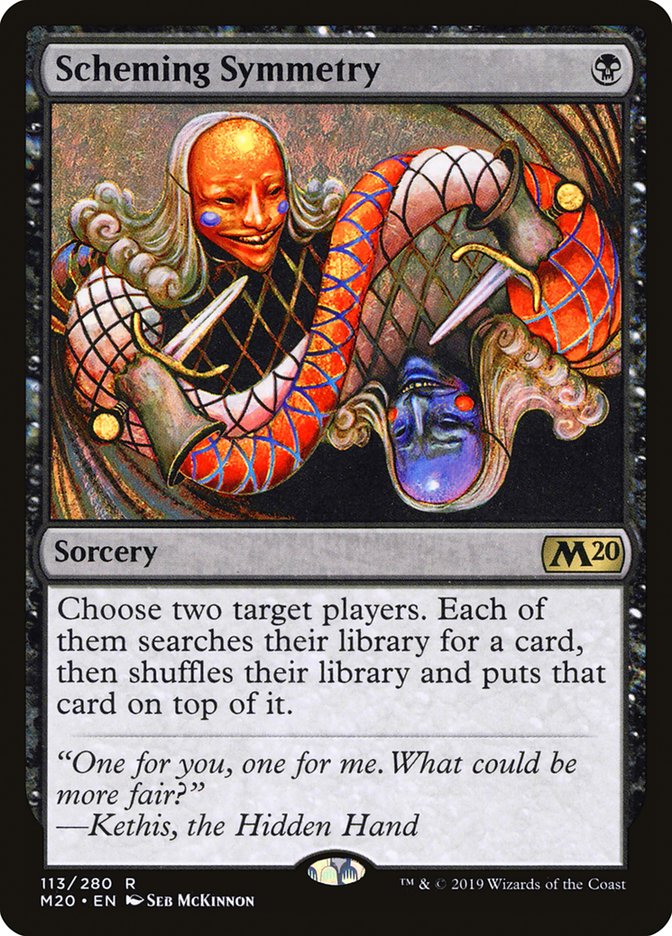 Scheming Symmetry
Sorcery
M20
Choose two target players. Each of
them searches their library for a card,
then shuffles their library and puts that
card on top of it.
“One for you, one for me. What could be
more fair?”
—Kethis, the Hidden Hand
113/280 R
M20 • EN Seb McKinnon
™ & © 2019 Wizards of the Coast